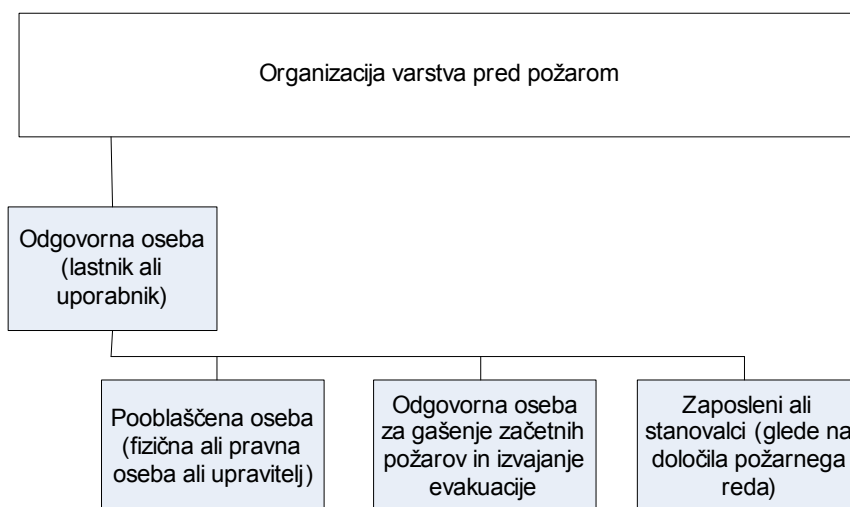 Organizacija varstva pred požarom
Odgovorna oseba
(lastnik ali
uporabnik)
Pooblaščena oseba
(fizična ali pravna
oseba ali upravitelj)
Odgovorna oseba
za gašenje začetnih
požarov in izvajanje
evakuacije
Zaposleni ali
stanovalci (glede na
določila požarnega
reda)